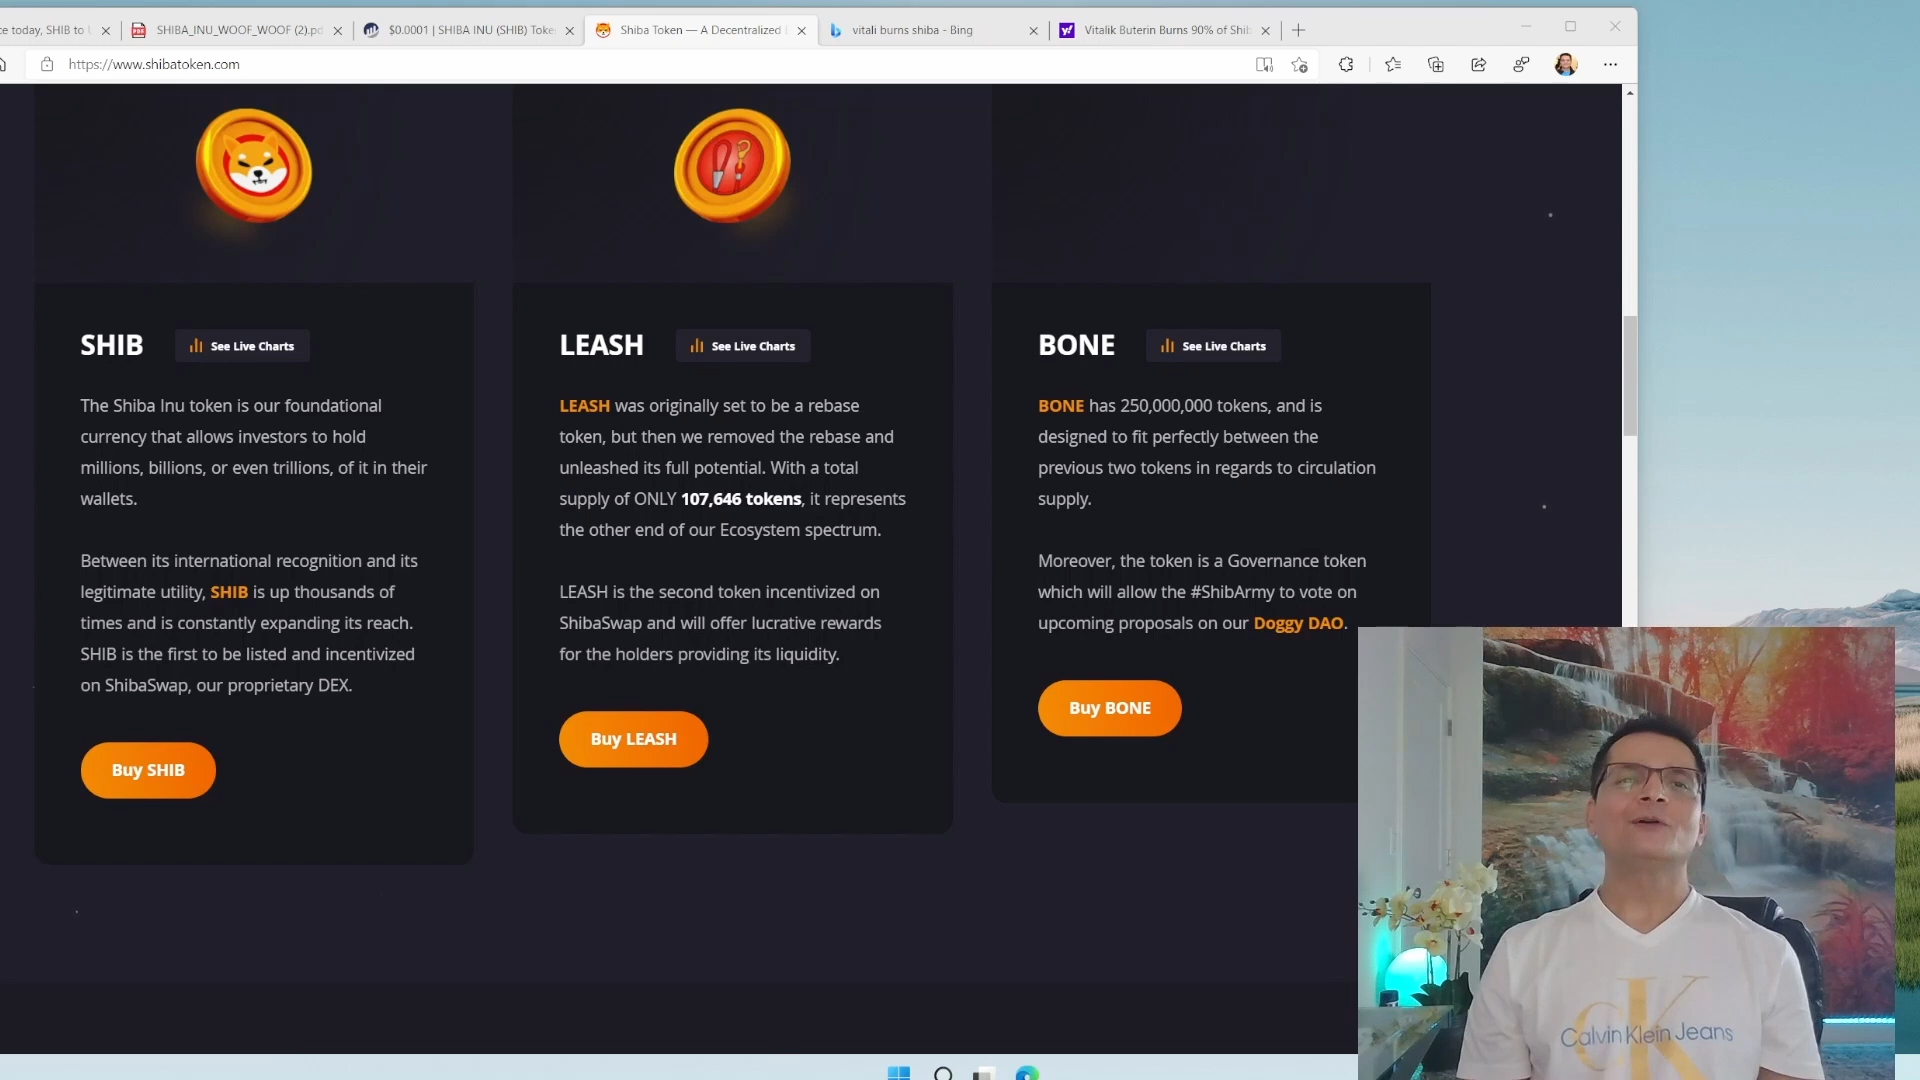 ce today, SHIB to
SHIBA_INU_WOOF_WOOF (2).pd
$0.0001 | SHIBA INU (SHIB) Toke
Shiba Token — A Decentralized
vitali burns shiba - Bing
Vitalik Buterin Burns 90% of Shib
https://www.shibatoken.com
SHIB
See Live Charts
The Shiba Inu token is our foundational
currency that allows investors to hold
millions, billions, or even trillions, of it in their
wallets.
Between its international recognition and its
legitimate utility, SHIB is up thousands of
times and is constantly expanding its reach.
SHIB is the first to be listed and incentivized
on ShibaSwap, our proprietary DEX.
Buy SHIB
LEASH
See Live Charts
LEASH was originally set to be a rebase
token, but then we removed the rebase and
unleashed its full potential. With a total
supply of ONLY 107,646 tokens, it represents
the other end of our Ecosystem spectrum.
LEASH is the second token incentivized on
ShibaSwap and will offer lucrative rewards
for the holders providing its liquidity.
Buy LEASH
BONE
See Live Charts
BONE has 250,000,000 tokens, and is
designed to fit perfectly between the
previous two tokens in regards to circulation
supply.
Moreover, the token is a Governance token
which will allow the #ShibArmy to vote on
upcoming proposals on our Doggy DAO.
Buy BONE
CK
Calvin Klein Jeans